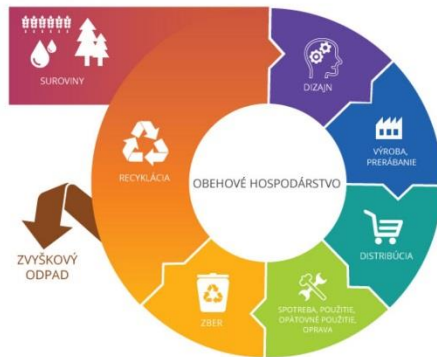 SUROVINY
DIZAJN
VÝROBA,
PRERÁBANIE
DISTRIBÚCIA
SPOTREBA, POUŽITIE,
OPÄTOVNÉ POUŽITIE,
OPRAVA
ZBER
RECYKLÁCIA
ZVYŠKOVÝ
ODPAD
OBEHOVÉ HOSPODÁRSTVO